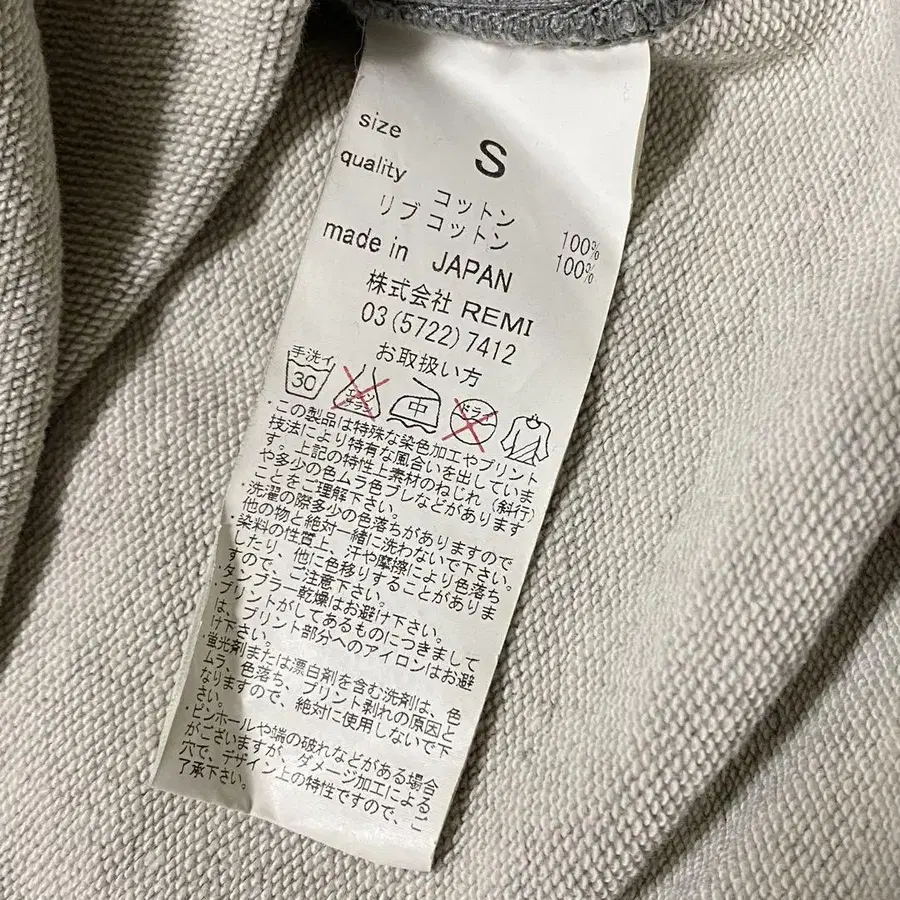 size S
quality コットン 100%
リブ コットン 100%
made in JAPAN
株式会社 REMI
03(5722)7412
お取扱い方
手洗イ
30
エンソ
サラシ
中
ドライ
・この製品は特殊な染色加工やプリント
技法により特有な風合いを出していま
す。上記の特性上素材のねじれ(斜行)
や多少の色ムラ色ブレなどがあります
ことをご理解下さい。
・洗濯の際多少の色落ちがありますので
他の物と絶対一緒に洗わないで下さい。
・染料の性質上、汗や摩擦により色落ち
したり、他に色移りすることがありま
すので、ご注意下さい。
・タンブラー乾燥はお避け下さい。
・プリントがしてあるものにつきまして
は、プリント部分へのアイロンはお避
け下さい。
・蛍光剤または漂白剤を含む洗剤は、色
ムラ、色落ち、プリント剥れの原因と
なりますので、絶対に使用しないで下
さい。
・ピンホールや端の破れなどがある場合
がございますが、ダメージ加工によるご
穴で、デザイン上の特性ですので、ご
了承下さい。